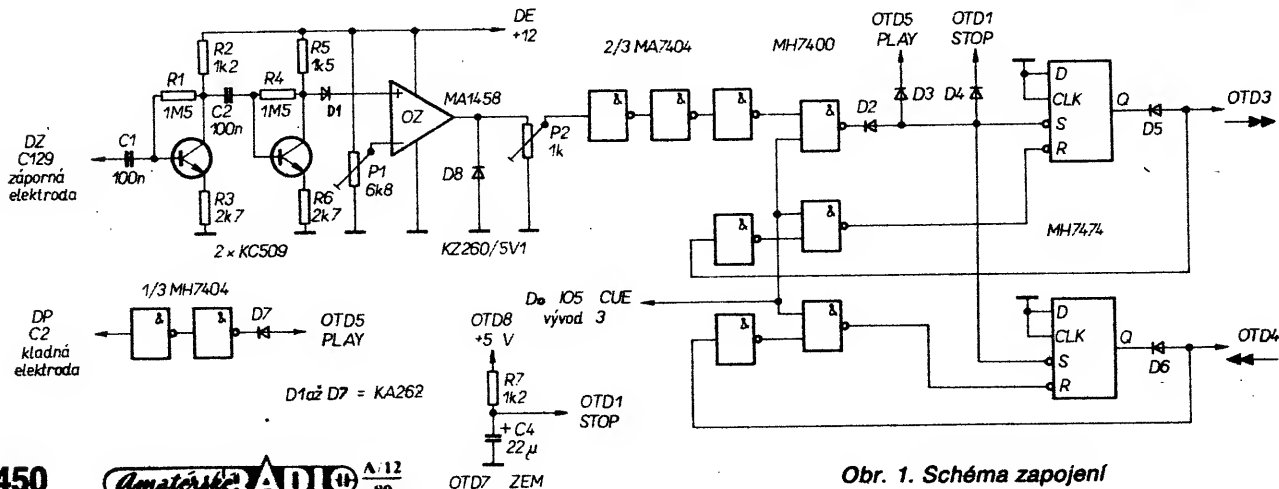 DE
+12
R2
1k2
R5
1k5
R1
1M5
C2
100n
R4
1M5
D1
MA1458
OZ
DZ
C129
záporná
elektroda
C1
100n
R3
2k7
R6
2k7
P1
6k8
D8
P2
1k
2 × KC509
KZ260/5V1
2/3 MA7404
MH7400
&
&
&
&
D2
OTD5
PLAY
OTD1
STOP
D3
D4
D
CLK
S
R
Q
D5
OTD3
MH7474
&
&
&
&
Do IO5 CUE
vývod 3
D
CLK
S
R
Q
D6
OTD4
1/3 MH7404
DP
C2
kladná
elektroda
&
&
D7
OTD5
PLAY
D1 až D7 = KA262
OTD8
+5 V
R7
1k2
OTD1
STOP
+ C4
22 µ
OTD7 ZEM
450
Amatérské RADIO
A/12
Obr. 1. Schéma zapojení